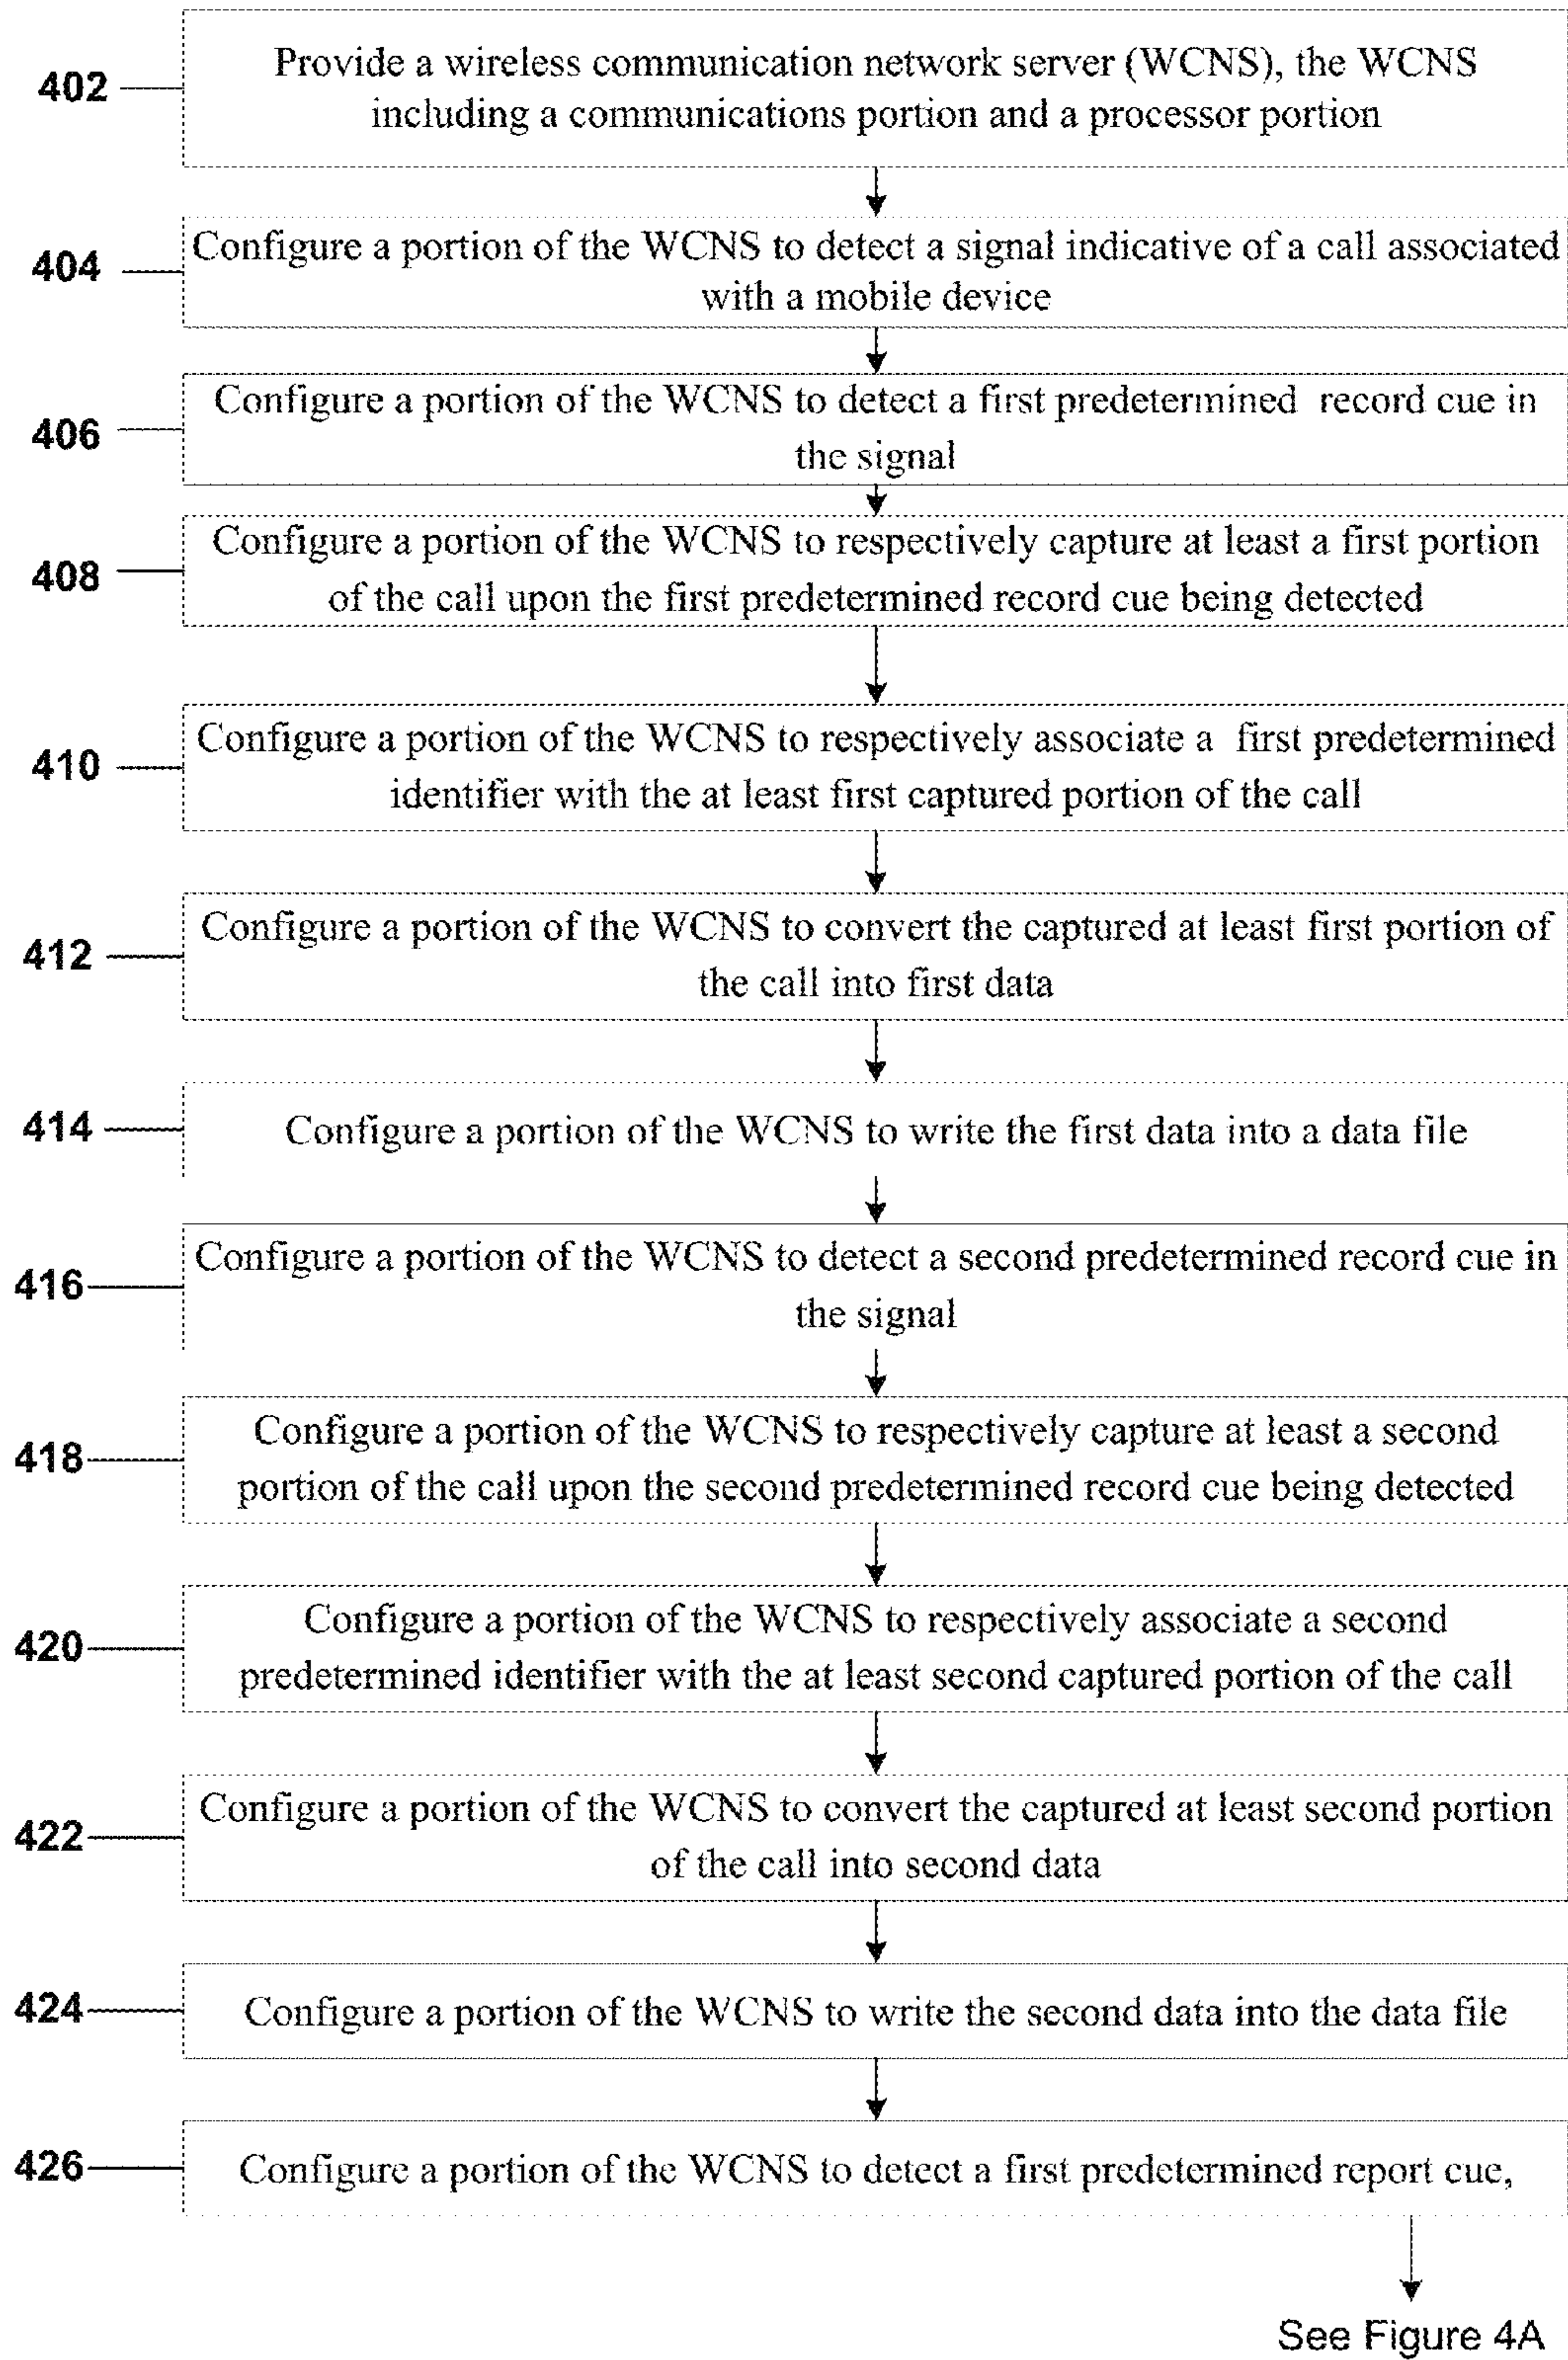 402
Provide a wireless communication network server (WCNS), the WCNS
including a communications portion and a processor portion
404
Configure a portion of the WCNS to detect a signal indicative of a call associated
with a mobile device
406
Configure a portion of the WCNS to detect a first predetermined record cue in
the signal
408
Configure a portion of the WCNS to respectively capture at least a first portion
of the call upon the first predetermined record cue being detected
410
Configure a portion of the WCNS to respectively associate a first predetermined
identifier with the at least first captured portion of the call
412
Configure a portion of the WCNS to convert the captured at least first portion of
the call into first data
414
Configure a portion of the WCNS to write the first data into a data file
416
Configure a portion of the WCNS to detect a second predetermined record cue in
the signal
418
Configure a portion of the WCNS to respectively capture at least a second
portion of the call upon the second predetermined record cue being detected
420
Configure a portion of the WCNS to respectively associate a second
predetermined identifier with the at least second captured portion of the call
422
Configure a portion of the WCNS to convert the captured at least second portion
of the call into second data
424
Configure a portion of the WCNS to write the second data into the data file
426
Configure a portion of the WCNS to detect a first predetermined report cue,
See Figure 4A